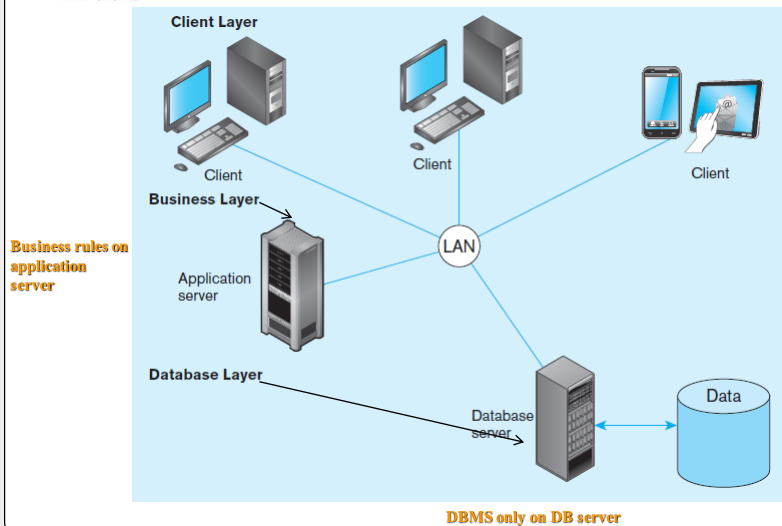 Client Layer
Client
Client
Client
Business Layer
LAN
Business rules on
application
server
Application
server
Database Layer
Data
Database
server
DBMS only on DB server